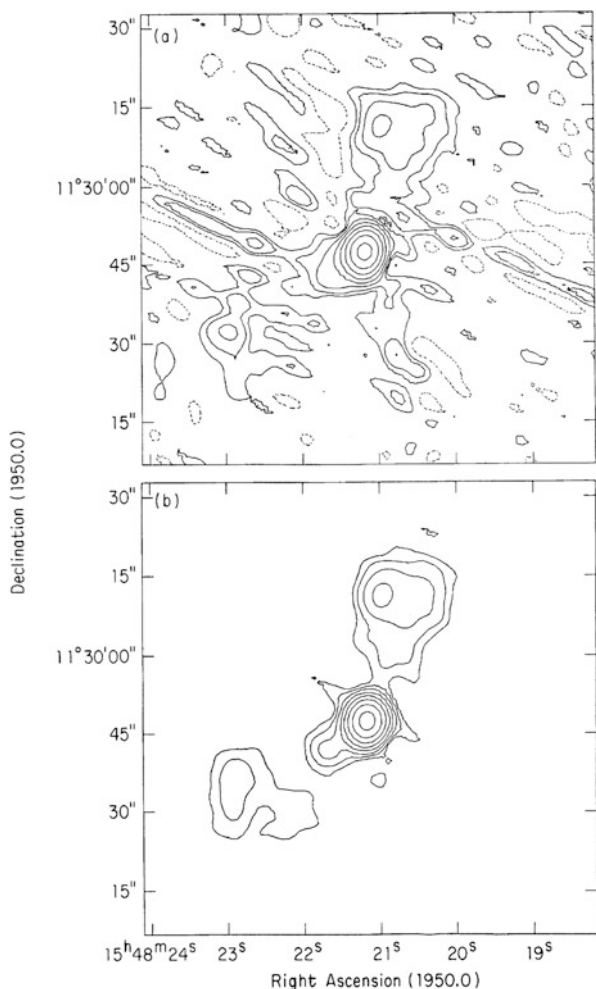 33"
(a)
15"
11°30'00"
45"
30"
15"
Declination (1950.0)
30"
(b)
15"
11°30'00"
45"
30"
15"
15ʰ48ᵐ24ˢ 23ˢ 22ˢ 21ˢ 20ˢ 19ˢ
Right Ascension (1950.0)